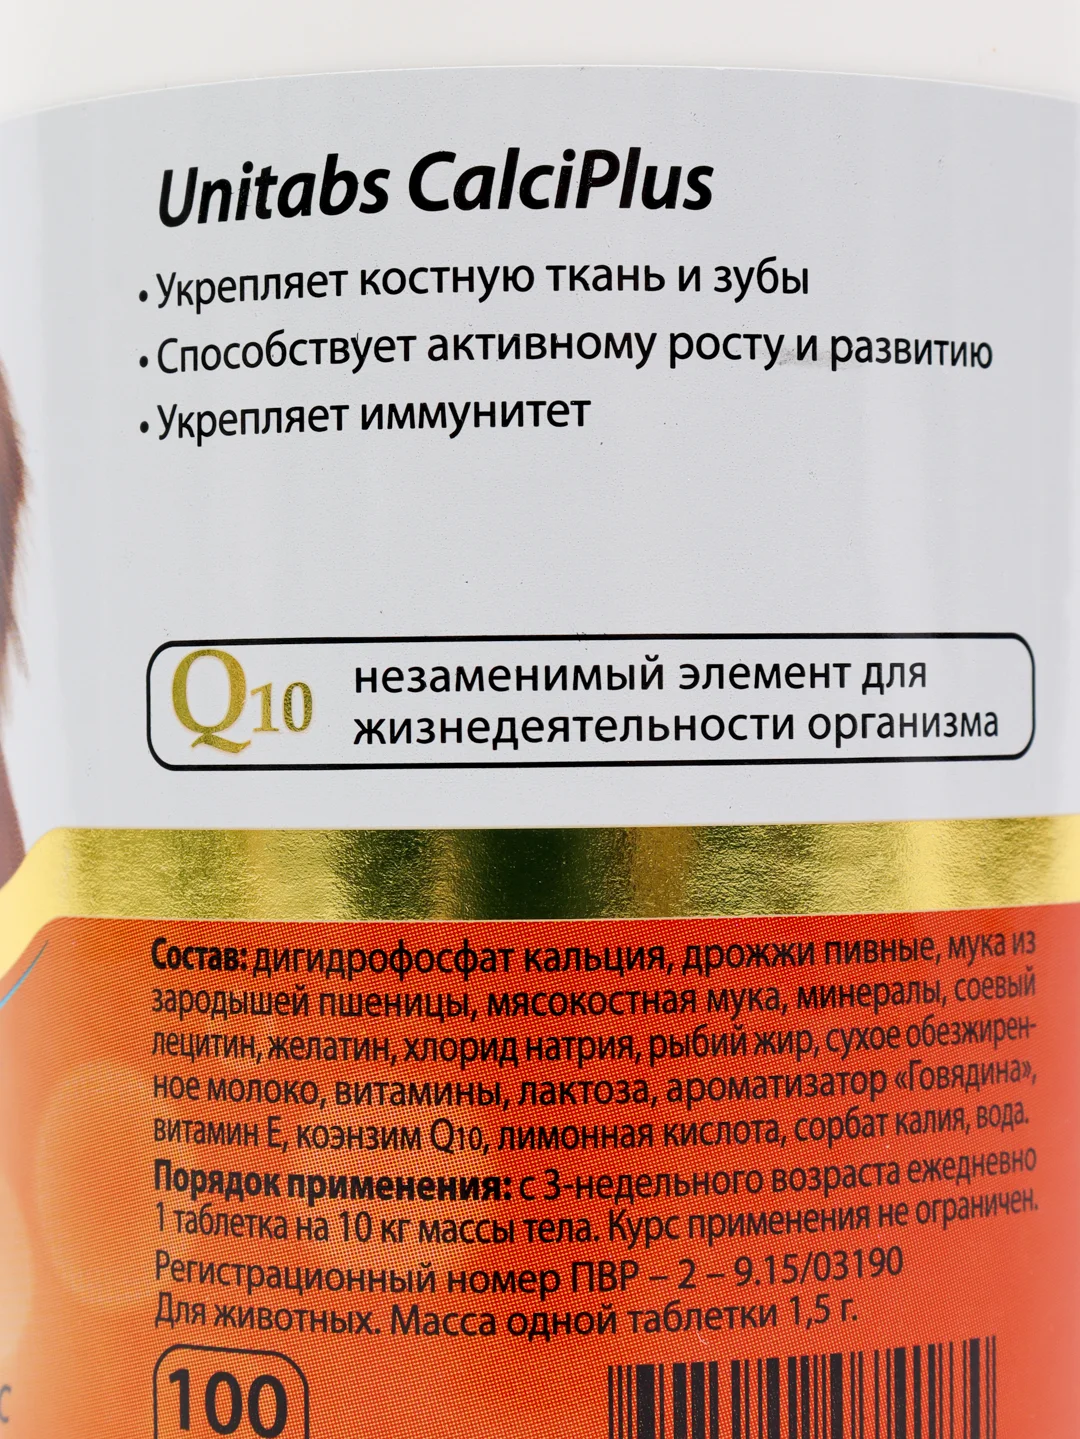 Unitabs CalciPlus
• Укрепляет костную ткань и зубы
• Способствует активному росту и развитию
• Укрепляет иммунитет
Q10 незаменимый элемент для
жизнедеятельности организма
Состав: дигидрофосфат кальция, дрожжи пивные, мука из
зародышей пшеницы, мясокостная мука, минералы, соевый
лецитин, желатин, хлорид натрия, рыбий жир, сухое обезжирен-
ное молоко, витамины, лактоза, ароматизатор «Говядина»,
витамин Е, коэнзим Q10, лимонная кислота, сорбат калия, вода.
Порядок применения: с 3-недельного возраста ежедневно
1 таблетка на 10 кг массы тела. Курс применения не ограничен.
Регистрационный номер ПВР – 2 – 9.15/03190
Для животных. Масса одной таблетки 1,5 г.
100